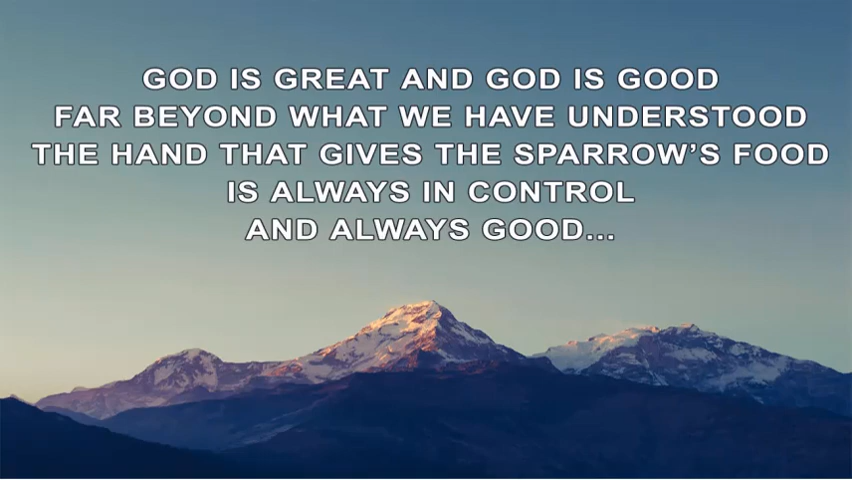 GOD IS GREAT AND GOD IS GOOD
FAR BEYOND WHAT WE HAVE UNDERSTOOD
THE HAND THAT GIVES THE SPARROW’S FOOD
IS ALWAYS IN CONTROL
AND ALWAYS GOOD...